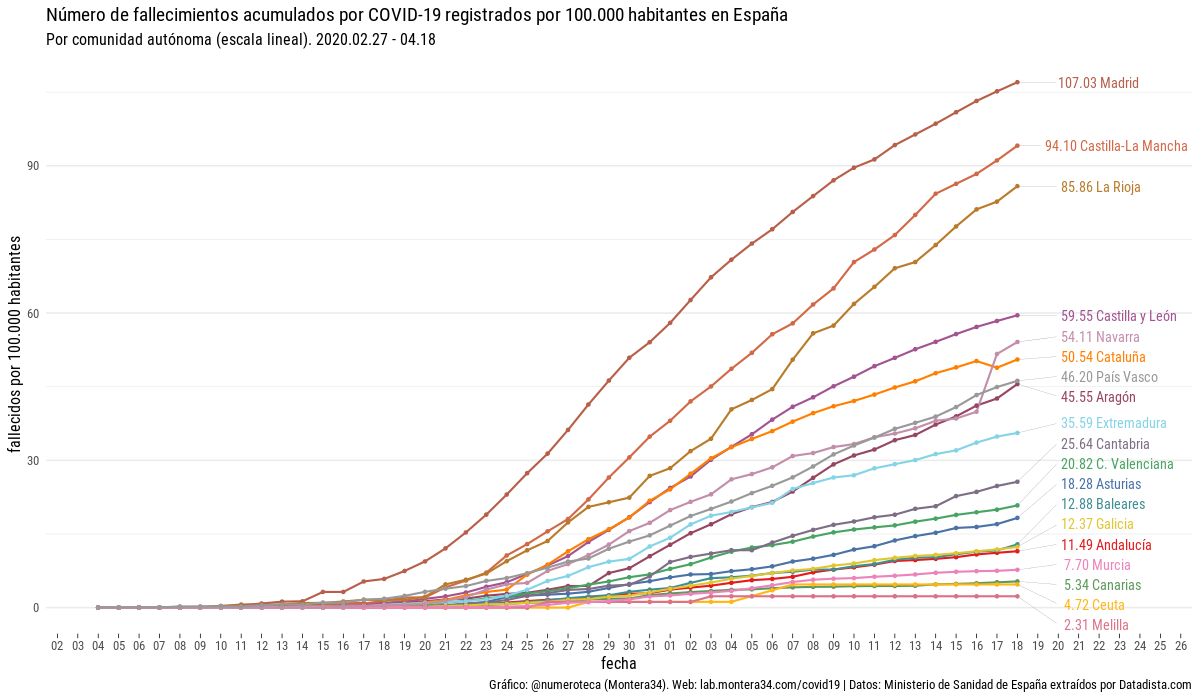 Número de fallecimientos acumulados por COVID-19 registrados por 100.000 habitantes en España
Por comunidad autónoma (escala lineal). 2020.02.27 - 04.18
fallecidos por 100.000 habitantes
90
60
30
0
107.03 Madrid
94.10 Castilla-La Mancha
85.86 La Rioja
59.55 Castilla y León
54.11 Navarra
50.54 Cataluña
46.20 País Vasco
45.55 Aragón
35.59 Extremadura
25.64 Cantabria
20.82 C. Valenciana
18.28 Asturias
12.88 Baleares
12.37 Galicia
11.49 Andalucía
7.70 Murcia
5.34 Canarias
4.72 Ceuta
2.31 Melilla
02 03 04 05 06 07 08 09 10 11 12 13 14 15 16 17 18 19 20 21 22 23 24 25 26 27 28 29 30 31 01 02 03 04 05 06 07 08 09 10 11 12 13 14 15 16 17 18 19 20 21 22 23 24 25 26
fecha
Gráfico: @numeroteca (Montera34). Web: lab.montera34.com/covid19 | Datos: Ministerio de Sanidad de España extraídos por Datadista.com